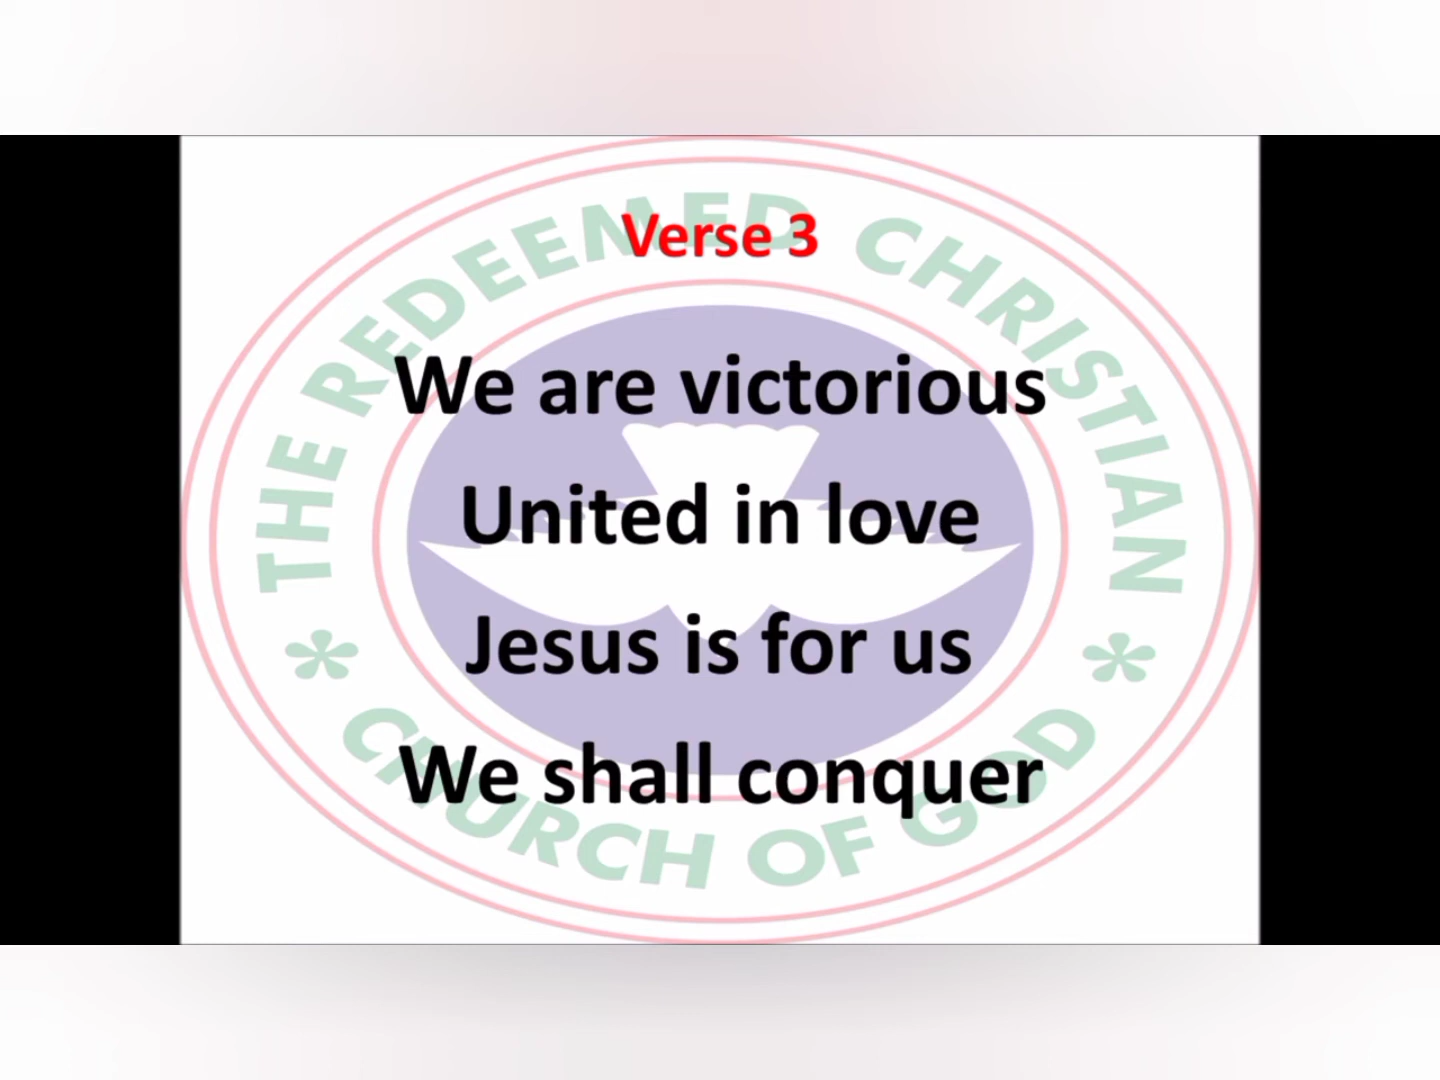 THE REDEEMED CHRISTIAN
Verse 3
We are victorious
United in love
Jesus is for us
We shall conquer
* CHURCH OF GOD *